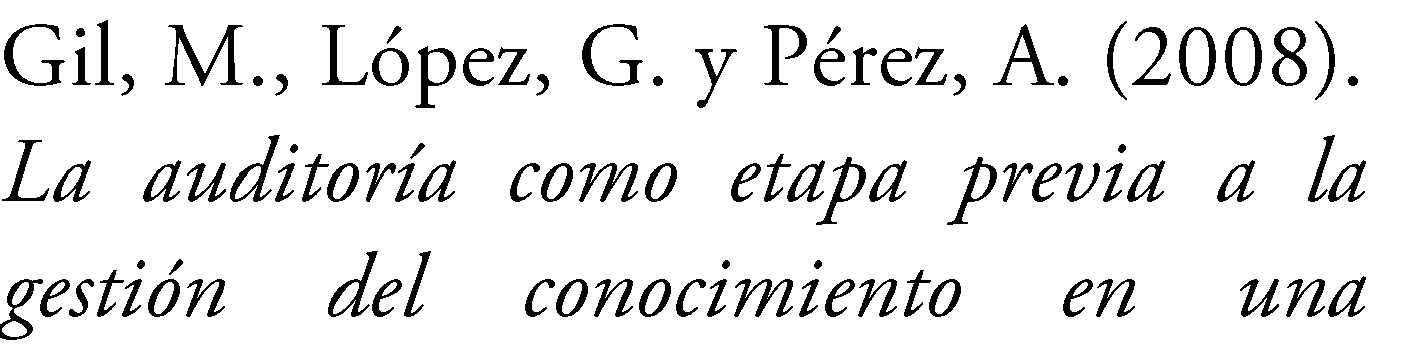 Gil, M., López, G. y Pérez, A. (2008).
La auditoría como etapa previa a la
gestión del conocimiento en una